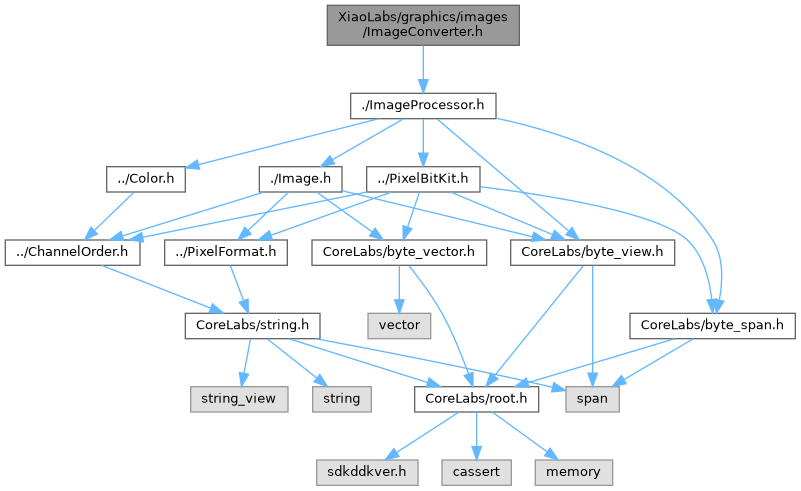 XiaoLabs/graphics/images
/ImageConverter.h
./ImageProcessor.h
../Color.h
./Image.h
../PixelBitKit.h
../ChannelOrder.h
../PixelFormat.h
CoreLabs/byte_vector.h
CoreLabs/byte_view.h
vector
CoreLabs/string.h
CoreLabs/byte_span.h
string_view
string
CoreLabs/root.h
span
sdkddkver.h
cassert
memory